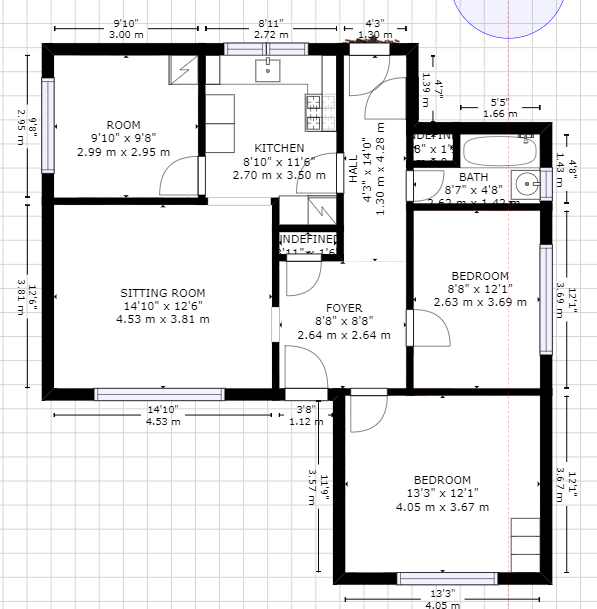 9'10"
3.00 m
8'11"
2.72 m
4'3"
1.30 m
4'7"
1.39 m
5'5"
1.66 m
9'8"
2.95 m
ROOM
9'10" x 9'8"
2.99 m x 2.95 m
KITCHEN
8'10" x 11'6"
2.70 m x 3.50 m
HALL
4'3" x 14'0"
1.30 m x 4.28 m
BATH
8'7" x 4'8"
2.62 m x 1.42 m
4'8"
1.43 m
UNDEFINED
12'6"
3.81 m
SITTING ROOM
14'10" x 12'6"
4.53 m x 3.81 m
FOYER
8'8" x 8'8"
2.64 m x 2.64 m
BEDROOM
8'8" x 12'1"
2.63 m x 3.69 m
12'1"
3.69 m
14'10"
4.53 m
3'8"
1.12 m
11'9"
3.57 m
BEDROOM
13'3" x 12'1"
4.05 m x 3.67 m
12'1"
3.67 m
13'3"
4.05 m